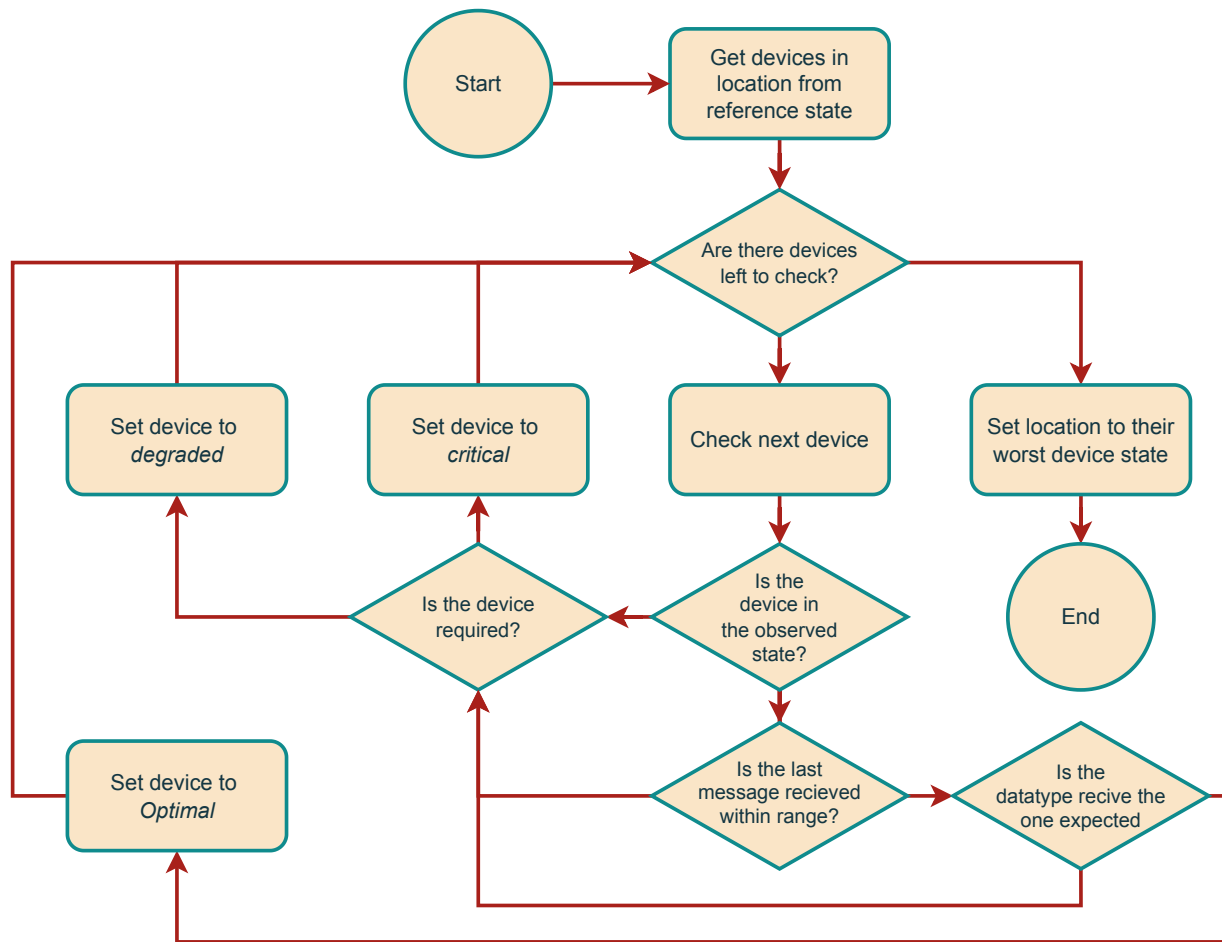 Start
Get devices in
location from
reference state
Are there devices
left to check?
Set device to
degraded
Set device to
critical
Check next device
Set location to their
worst device state
Is the device
required?
Is the
device in
the observed
state?
End
Set device to
Optimal
Is the last
message recieved
within range?
Is the
datatype recive the
one expected